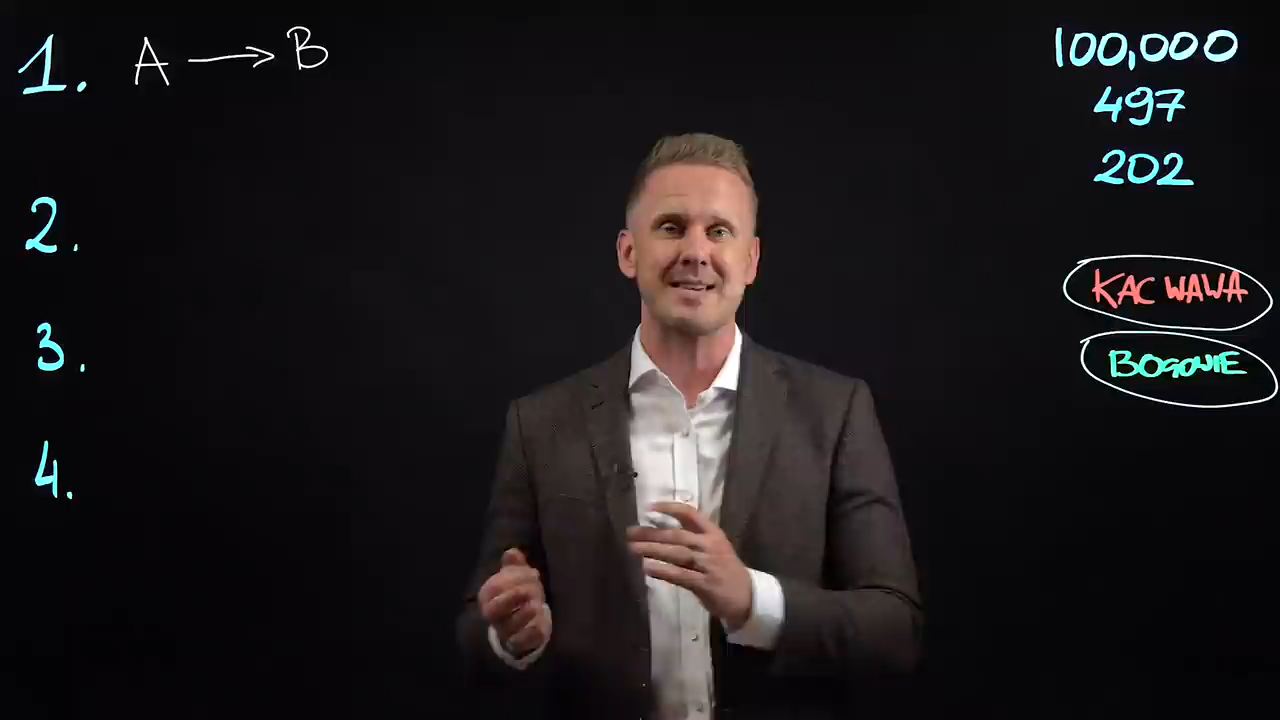 1. A → B
2.
3.
4.
100,000
497
202
KAC WAWA
BOGOWIE